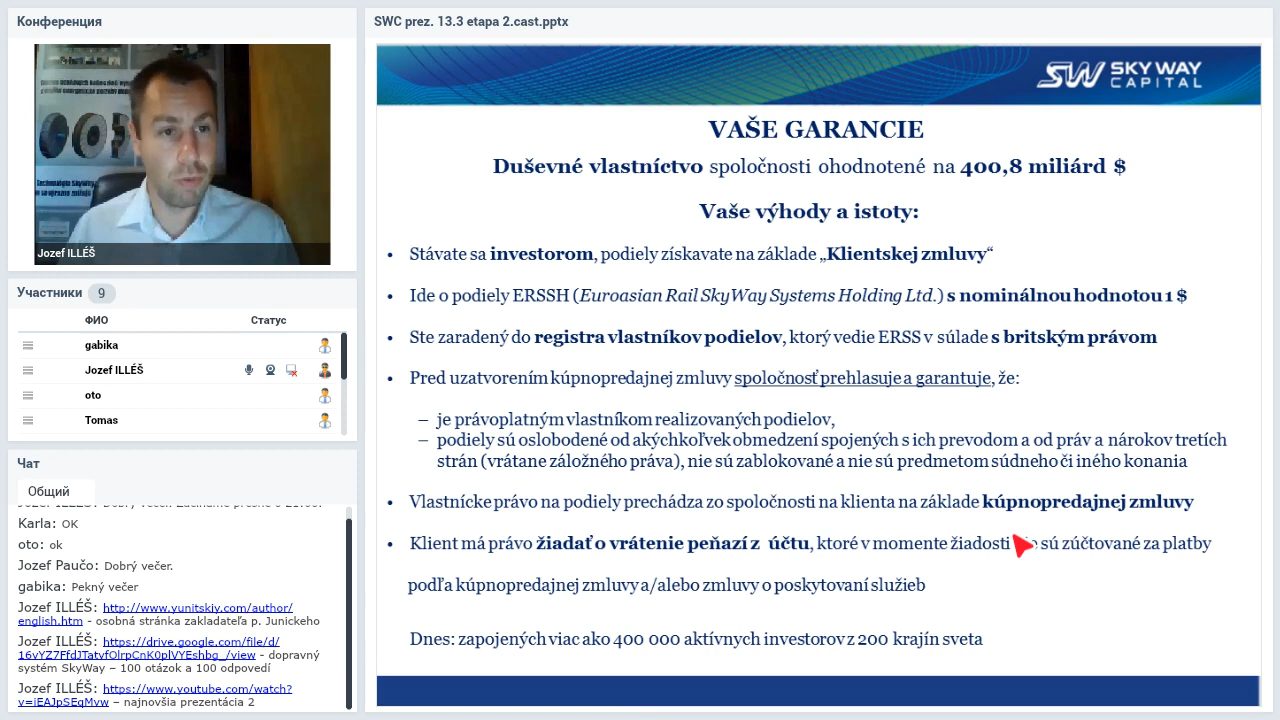 Конференция
Jozef ILLÉŠ
Участники 9
ФИО Статус
gabika
Jozef ILLÉŠ
oto
Tomas
Чат
Общий
Jozef ILLÉŠ: Dobrý večer. Začíname presne o 21:00.
Karla: OK
oto: ok
Jozef Paučo: Dobrý večer.
gabika: Pekný večer
Jozef ILLÉŠ: http://www.yunitskiy.com/author/
english.htm - osobná stránka zakladateľa p. Junickeho
Jozef ILLÉŠ: https://drive.google.com/file/d/
16vYZ7FfdJTatvfOlrpCnK0plVYEshbg_/view - dopravný
systém SkyWay – 100 otázok a 100 odpovedí
Jozef ILLÉŠ: https://www.youtube.com/watch?
v=iEAJpSEqMvw – najnovšia prezentácia 2
SWC prez. 13.3 etapa 2.cast.pptx
SW SKY WAY
CAPITAL
VAŠE GARANCIE
Duševné vlastníctvo spoločnosti ohodnotené na 400,8 miliárd $
Vaše výhody a istoty:
• Stávate sa investorom, podiely získavate na základe „Klientskej zmluvy“
• Ide o podiely ERSSH (Euroasian Rail SkyWay Systems Holding Ltd.) s nominálnou hodnotou 1 $
• Ste zaradený do registra vlastníkov podielov, ktorý vedie ERSS v súlade s britským právom
• Pred uzatvorením kúpnopredajnej zmluvy spoločnosť prehlasuje a garantuje, že:
– je právoplatným vlastníkom realizovaných podielov,
– podiely sú oslobodené od akýchkoľvek obmedzení spojených s ich prevodom a od práv a nárokov tretích
strán (vrátane záložného práva), nie sú zablokované a nie sú predmetom súdneho či iného konania
• Vlastnícke právo na podiely prechádza zo spoločnosti na klienta na základe kúpnopredajnej zmluvy
• Klient má právo žiadať o vrátenie peňazí z účtu, ktoré v momente žiadosti sú zúčtované za platby
podľa kúpnopredajnej zmluvy a/alebo zmluvy o poskytovaní služieb
Dnes: zapojených viac ako 400 000 aktívnych investorov z 200 krajín sveta